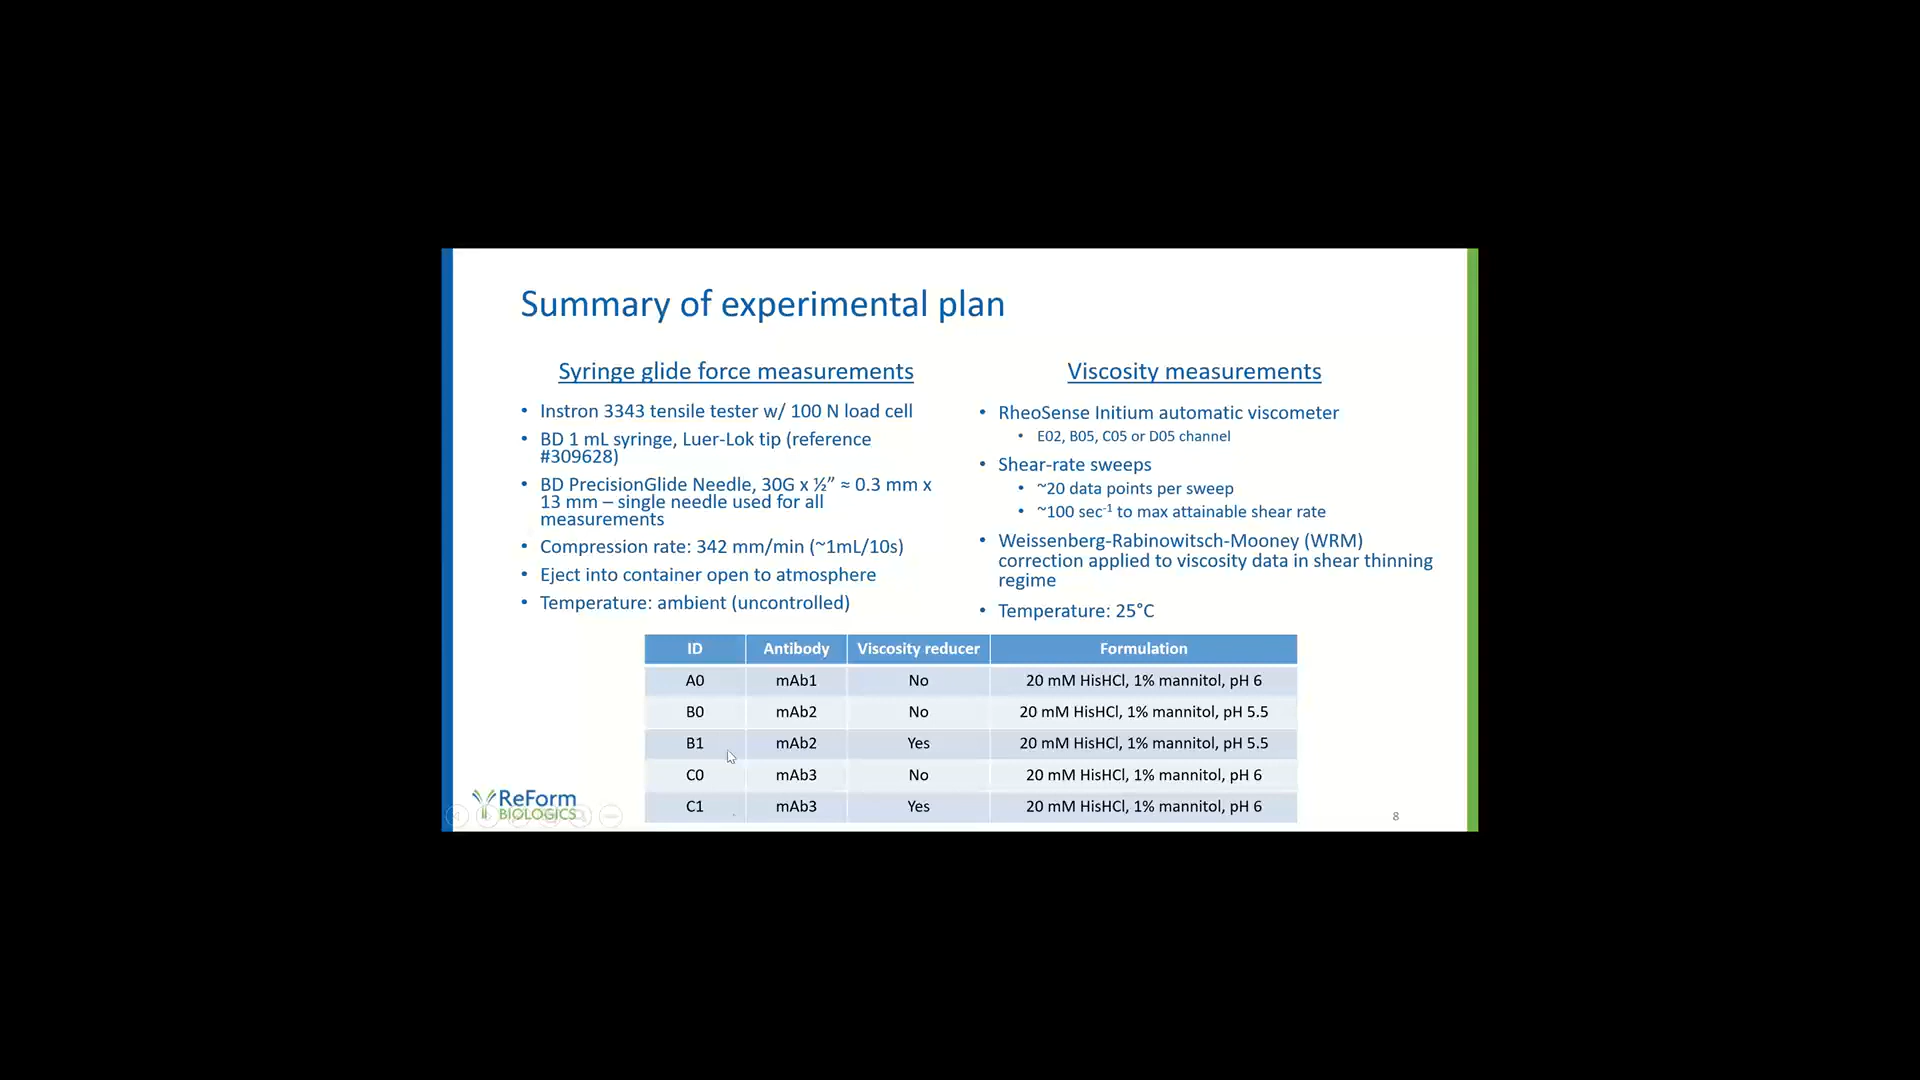 Summary of experimental plan
Syringe glide force measurements
• Instron 3343 tensile tester w/ 100 N load cell
• BD 1 mL syringe, Luer-Lok tip (reference
#309628)
• BD PrecisionGlide Needle, 30G x ½” ≈ 0.3 mm x
13 mm – single needle used for all
measurements
• Compression rate: 342 mm/min (~1mL/10s)
• Eject into container open to atmosphere
• Temperature: ambient (uncontrolled)
Viscosity measurements
• RheoSense Initium automatic viscometer
• E02, B05, C05 or D05 channel
• Shear-rate sweeps
• ~20 data points per sweep
• ~100 sec⁻¹ to max attainable shear rate
• Weissenberg-Rabinowitsch-Mooney (WRM)
correction applied to viscosity data in shear thinning
regime
• Temperature: 25°C
ID Antibody Viscosity reducer Formulation
A0 mAb1 No 20 mM HisHCl, 1% mannitol, pH 6
B0 mAb2 No 20 mM HisHCl, 1% mannitol, pH 5.5
B1 mAb2 Yes 20 mM HisHCl, 1% mannitol, pH 5.5
C0 mAb3 No 20 mM HisHCl, 1% mannitol, pH 6
C1 mAb3 Yes 20 mM HisHCl, 1% mannitol, pH 6
ReForm
BIOLOGICS
8